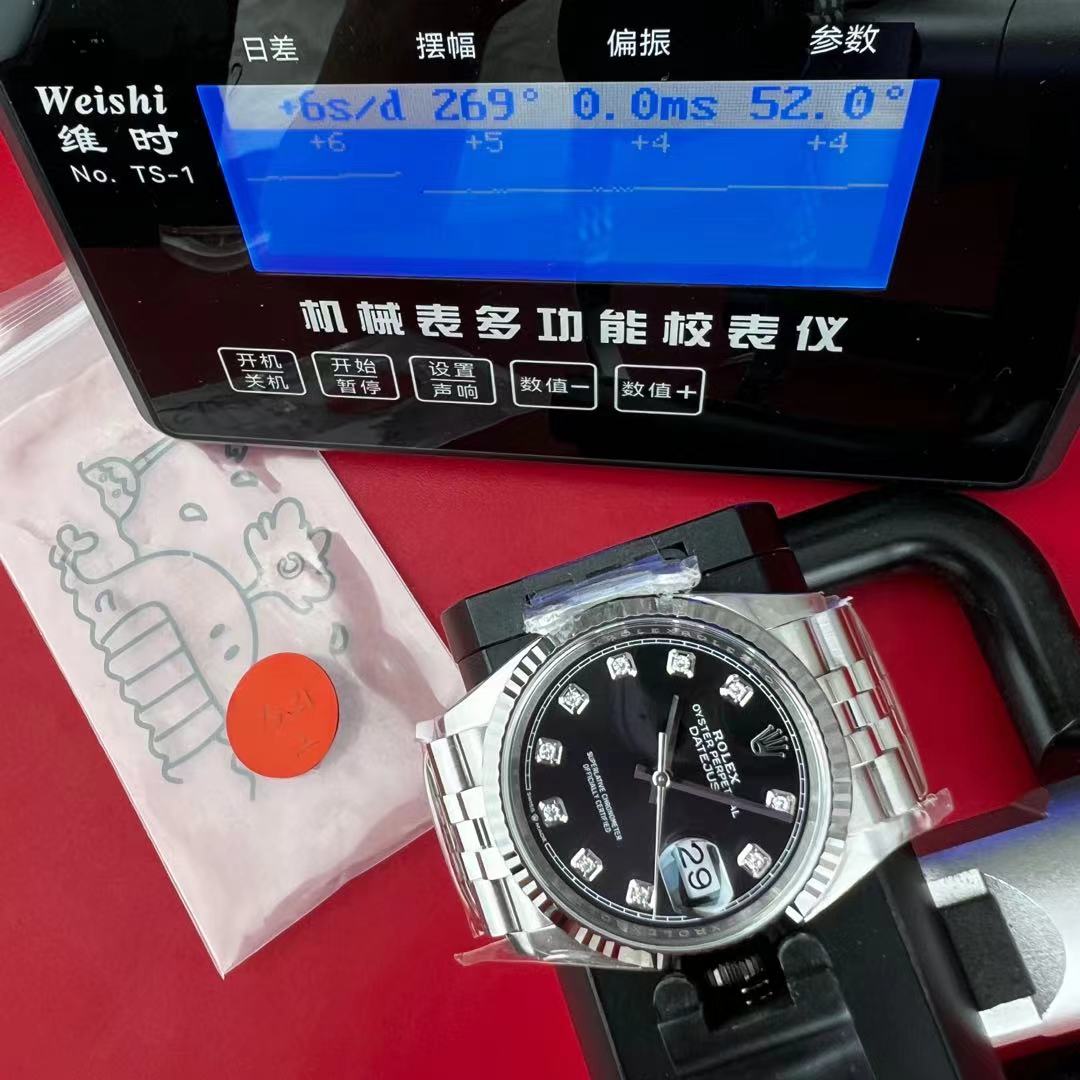 日差 摆幅 偏振 参数
Weishi
维时
No. TS-1
+6s/d 269° 0.0ms 52.0°
+6 +5 +4 +4
机械表多功能校表仪
开机
关机
开始
暂停
设置
声响
数值-
数值+
ROLEX
OYSTER PERPETUAL
DATEJUST
SUPERLATIVE CHRONOMETER
OFFICIALLY CERTIFIED
29